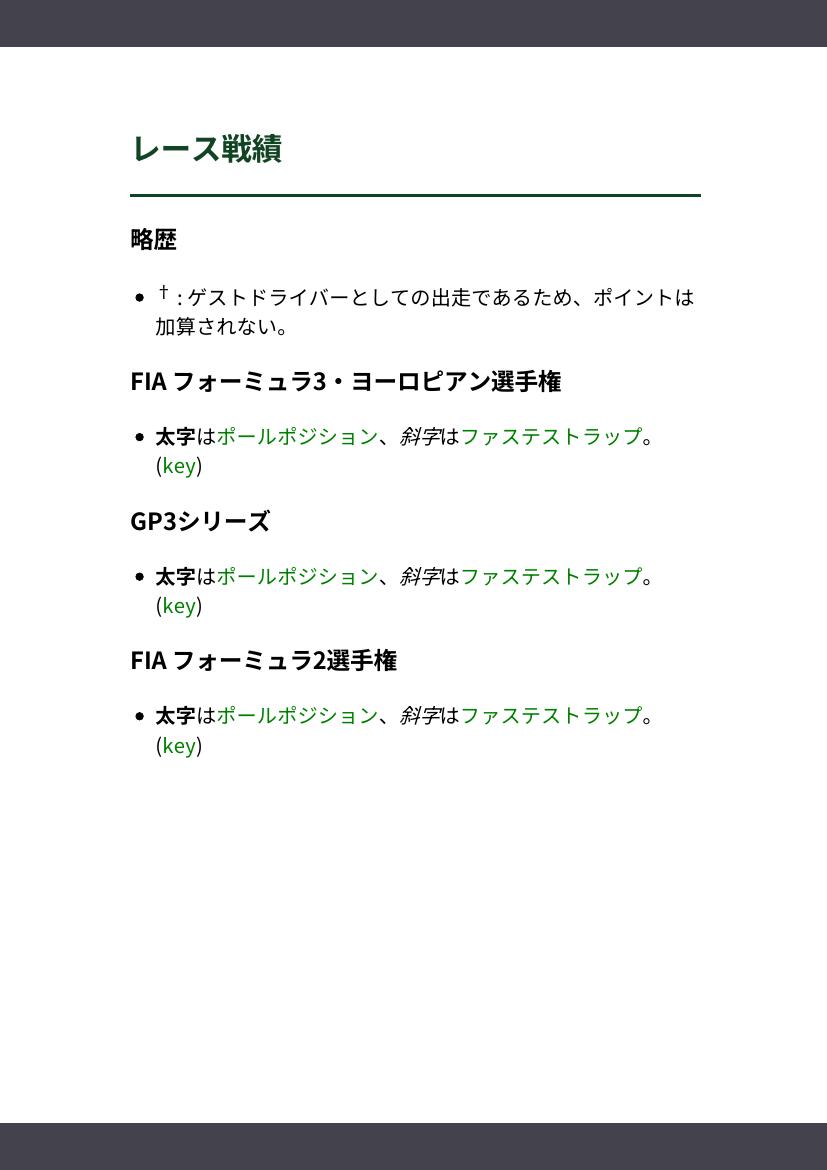 レース戦績
略歴
• † : ゲストドライバーとしての出走であるため、ポイントは
加算されない。
FIA フォーミュラ3・ヨーロピアン選手権
• 太字はポールポジション、斜字はファステストラップ。
(key)
GP3シリーズ
• 太字はポールポジション、斜字はファステストラップ。
(key)
FIA フォーミュラ2選手権
• 太字はポールポジション、斜字はファステストラップ。
(key)